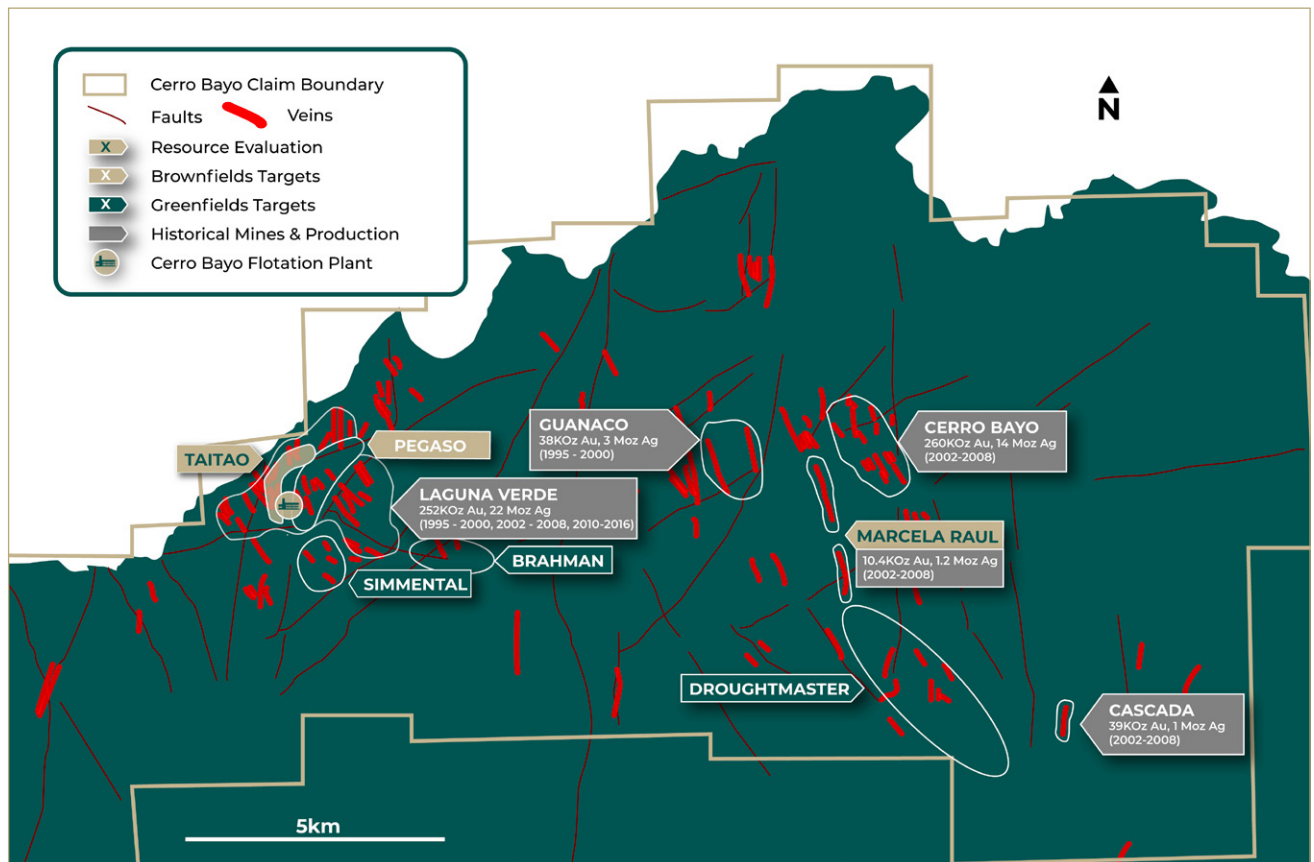 Cerro Bayo Claim Boundary
Faults
Veins
X
Resource Evaluation
X
Brownfields Targets
X
Greenfields Targets
Historical Mines & Production
Cerro Bayo Flotation Plant
N
GUANACO
38KOz Au, 3 Moz Ag
(1995 - 2000)
CERRO BAYO
260KOz Au, 14 Moz Ag
(2002-2008)
TAITAO
PEGASO
LAGUNA VERDE
252KOz Au, 22 Moz Ag
(1995 - 2000, 2002 - 2008, 2010-2016)
MARCELA RAUL
10.4KOz Au, 1.2 Moz Ag
(2002-2008)
BRAHMAN
SIMMENTAL
DROUGHTMASTER
CASCADA
39KOz Au, 1 Moz Ag
(2002-2008)
5km